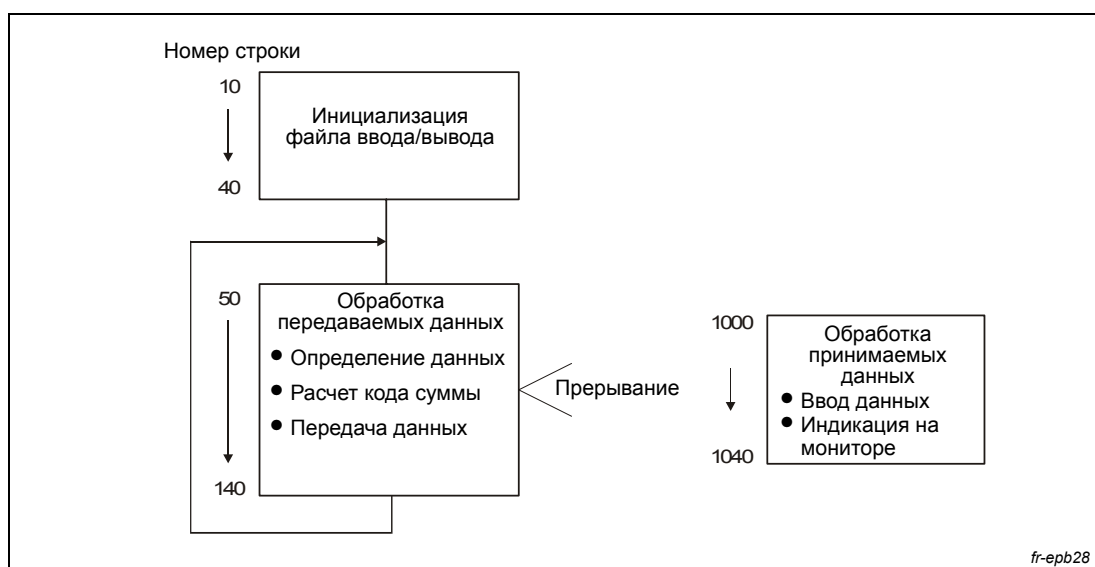 Номер строки
10
40
Инициализация
файла ввода/вывода
50
140
Обработка
передаваемых данных
● Определение данных
● Расчет кода суммы
● Передача данных
Прерывание
1000
1040
Обработка
принимаемых
данных
● Ввод данных
● Индикация на
мониторе
fr-epb28